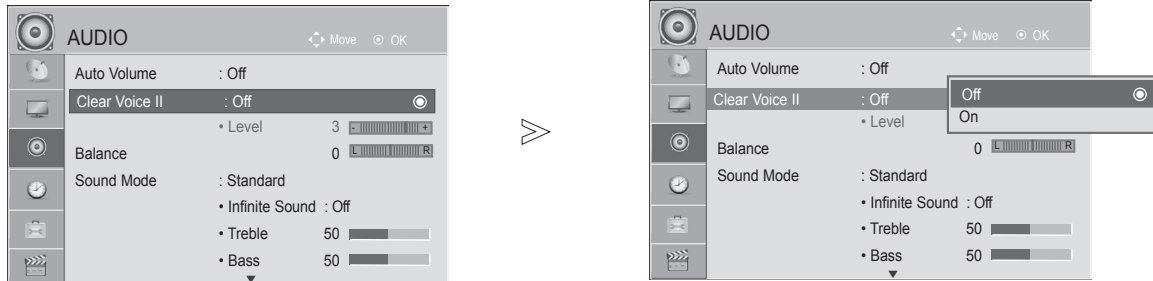 AUDIO Move OK
Auto Volume : Off
Clear Voice II : Off
• Level 3 - +
Balance 0 L R
Sound Mode : Standard
• Infinite Sound : Off
• Treble 50
• Bass 50
AUDIO Move OK
Auto Volume : Off
Clear Voice II : Off
• Level
Off
On
Balance 0 L R
Sound Mode : Standard
• Infinite Sound : Off
• Treble 50
• Bass 50